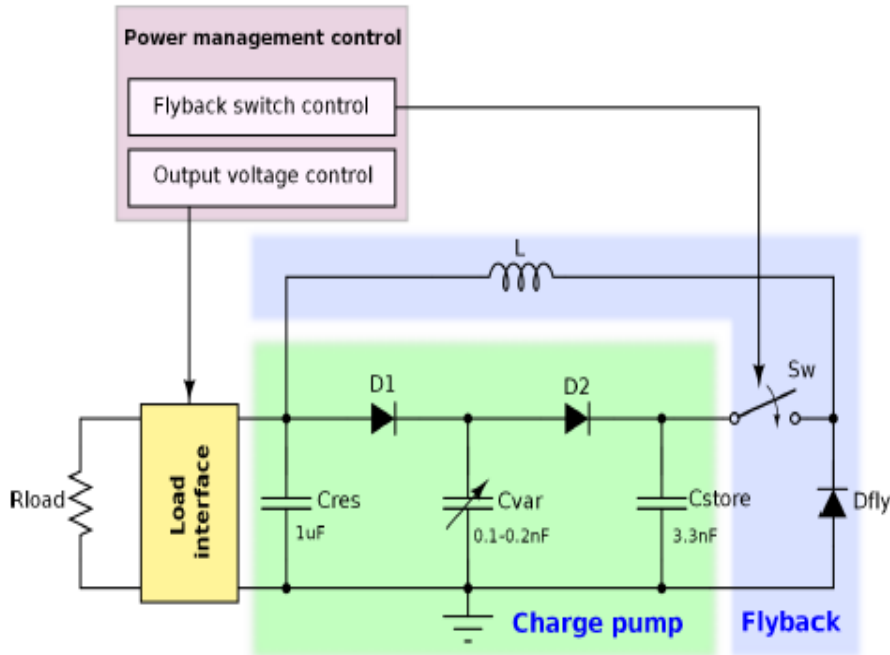 Power management control
Flyback switch control
Output voltage control
L
Sw
D1
D2
Rload
Load
interface
Cres
1uF
Cvar
0.1-0.2nF
Cstore
3.3nF
Dfly
Charge pump
Flyback